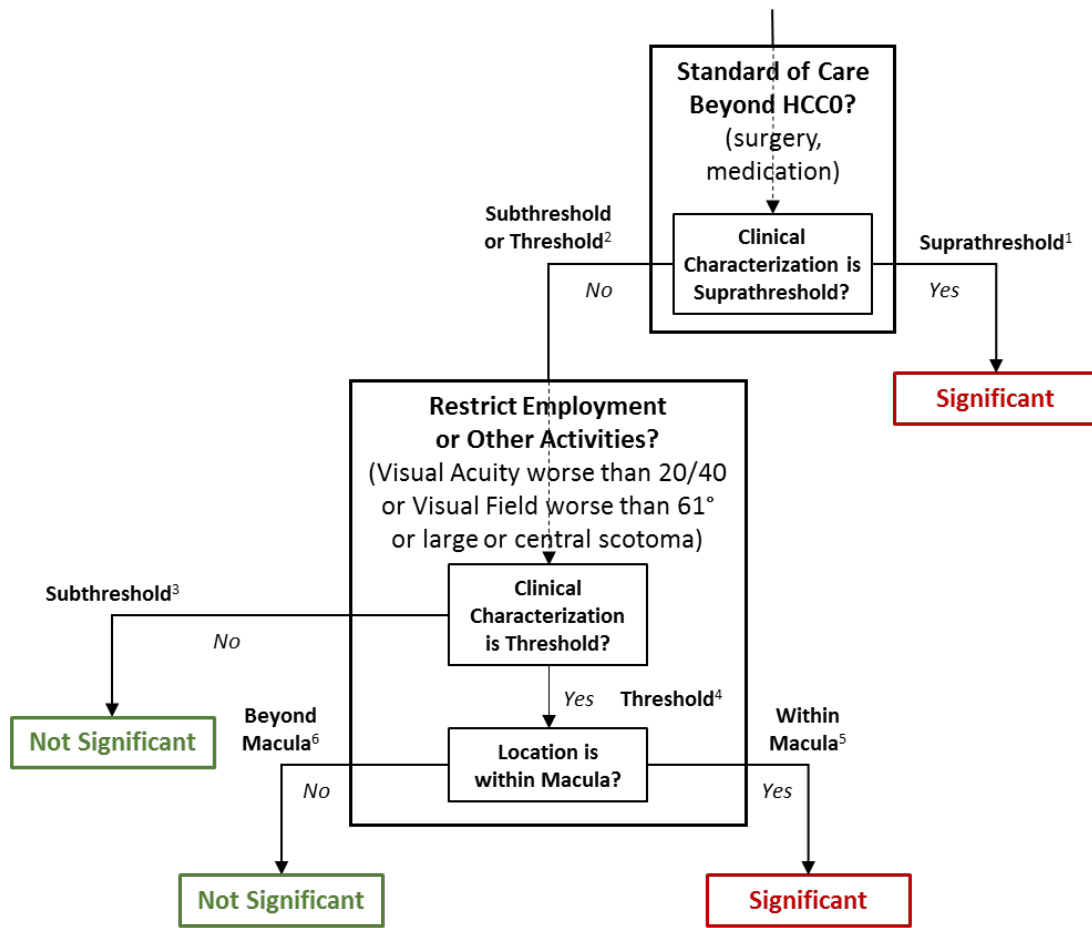 Standard of Care
Beyond HCC0?
(surgery,
medication)
Subthreshold
or Threshold²
Clinical
Characterization is
Suprathreshold?
Suprathreshold¹
No
Yes
Significant
Restrict Employment
or Other Activities?
(Visual Acuity worse than 20/40
or Visual Field worse than 61°
or large or central scotoma)
Subthreshold³
Clinical
Characterization
is Threshold?
No
Yes
Threshold⁴
Not Significant
Beyond
Macula⁶
Location is
within Macula?
Within
Macula⁵
No
Yes
Not Significant
Significant